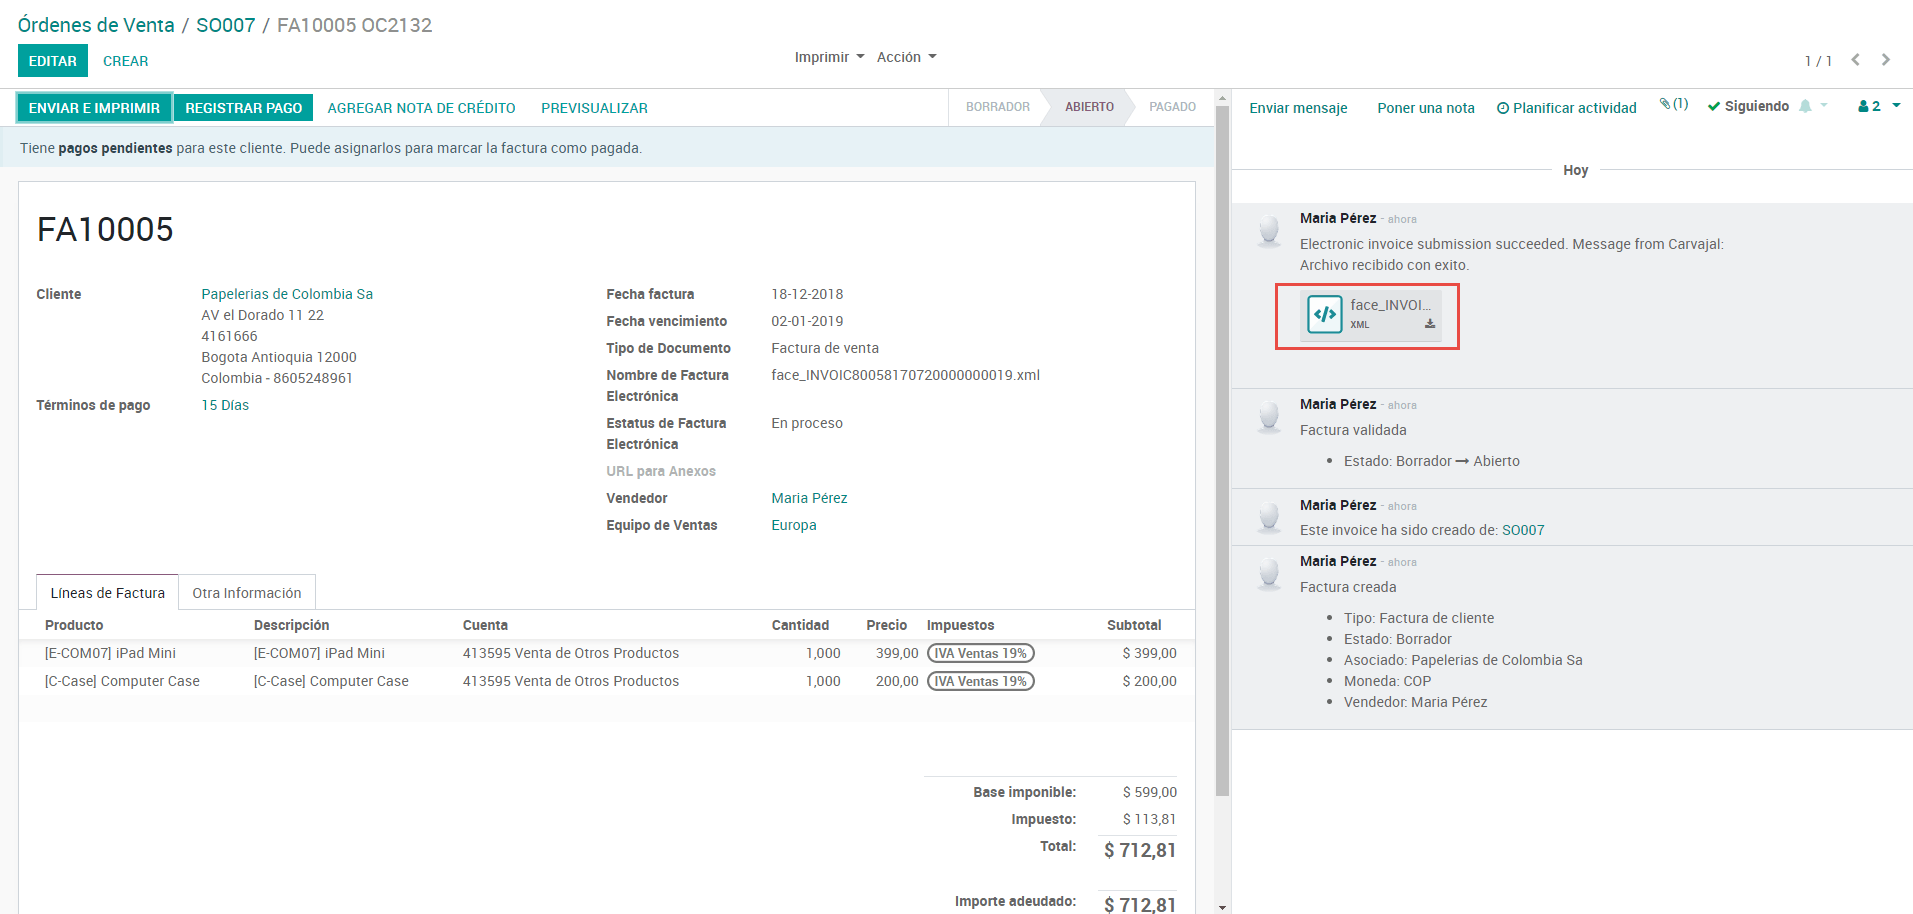 Órdenes de Venta / SO007 / FA10005 OC2132
EDITAR CREAR Imprimir Acción 1 / 1
ENVIAR E IMPRIMIR REGISTRAR PAGO AGREGAR NOTA DE CRÉDITO PREVISUALIZAR BORRADOR ABIERTO PAGADO
Tiene pagos pendientes para este cliente. Puede asignarlos para marcar la factura como pagada.
FA10005
Cliente Papelerias de Colombia Sa
AV el Dorado 11 22
4161666
Bogota Antioquia 12000
Colombia - 8605248961
Términos de pago 15 Días
Fecha factura 18-12-2018
Fecha vencimiento 02-01-2019
Tipo de Documento Factura de venta
Nombre de Factura Electrónica face_INVOIC80058170720000000019.xml
Estatus de Factura Electrónica En proceso
URL para Anexos
Vendedor Maria Pérez
Equipo de Ventas Europa
Líneas de Factura Otra Información
Producto Descripción Cuenta Cantidad Precio Impuestos Subtotal
[E-COM07] iPad Mini [E-COM07] iPad Mini 413595 Venta de Otros Productos 1,000 399,00 IVA Ventas 19% $ 399,00
[C-Case] Computer Case [C-Case] Computer Case 413595 Venta de Otros Productos 1,000 200,00 IVA Ventas 19% $ 200,00
Base imponible: $ 599,00
Impuesto: $ 113,81
Total: $ 712,81
Importe adeudado: $ 712,81
Enviar mensaje Poner una nota Planificar actividad (1) Siguiendo 2
Hoy
Maria Pérez - ahora
Electronic invoice submission succeeded. Message from Carvajal:
Archivo recibido con exito.
face_INVOI...
XML
Maria Pérez - ahora
Factura validada
• Estado: Borrador → Abierto
Maria Pérez - ahora
Este invoice ha sido creado de: SO007
Maria Pérez - ahora
Factura creada
• Tipo: Factura de cliente
• Estado: Borrador
• Asociado: Papelerias de Colombia Sa
• Moneda: COP
• Vendedor: Maria Pérez